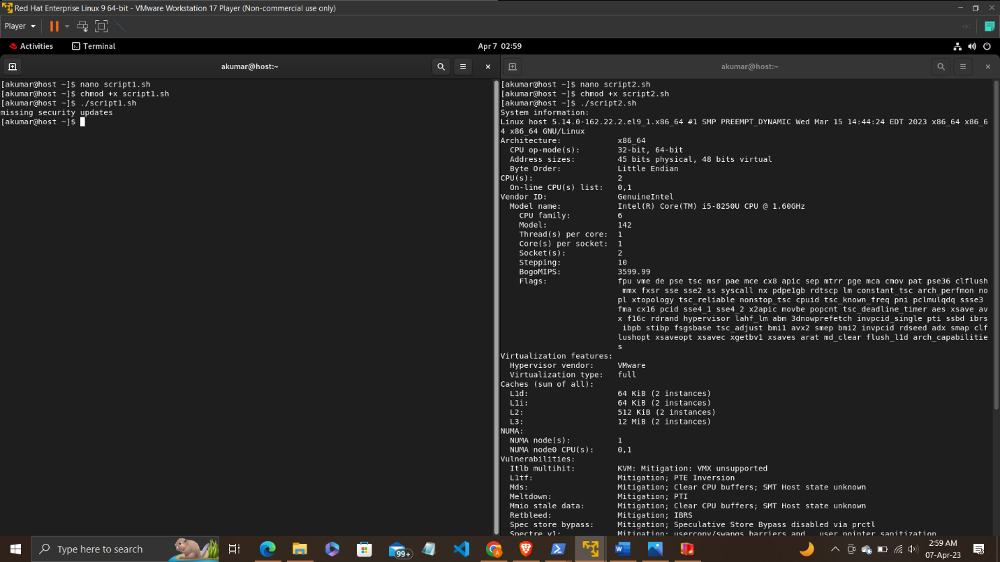 Red Hat Enterprise Linux 9 64-bit - VMware Workstation 17 Player (Non-commercial use only)
Player
Activities
Terminal
Apr 7 02:59
akumar@host:~
[akumar@host ~]$ nano script1.sh
[akumar@host ~]$ chmod +x script1.sh
[akumar@host ~]$ ./script1.sh
missing security updates
[akumar@host ~]$
akumar@host:~
[akumar@host ~]$ nano script2.sh
[akumar@host ~]$ chmod +x script2.sh
[akumar@host ~]$ ./script2.sh
System information:
Linux host 5.14.0-162.22.2.el9_1.x86_64 #1 SMP PREEMPT_DYNAMIC Wed Mar 15 14:44:24 EDT 2023 x86_64 x86_6
4 x86_64 GNU/Linux
Architecture: x86_64
CPU op-mode(s): 32-bit, 64-bit
Address sizes: 45 bits physical, 48 bits virtual
Byte Order: Little Endian
CPU(s): 2
On-line CPU(s) list: 0,1
Vendor ID: GenuineIntel
Model name: Intel(R) Core(TM) i5-8250U CPU @ 1.60GHz
CPU family: 6
Model: 142
Thread(s) per core: 1
Core(s) per socket: 1
Socket(s): 2
Stepping: 10
BogoMIPS: 3599.99
Flags: fpu vme de pse tsc msr pae mce cx8 apic sep mtrr pge mca cmov pat pse36 clflush
mmx fxsr sse sse2 ss syscall nx pdpe1gb rdtscp lm constant_tsc arch_perfmon no
pl xtopology tsc_reliable nonstop_tsc cpuid tsc_known_freq pni pclmulqdq ssse3
fma cx16 pcid sse4_1 sse4_2 x2apic movbe popcnt tsc_deadline_timer aes xsave av
x f16c rdrand hypervisor lahf_lm abm 3dnowprefetch invpcid_single pti ssbd ibrs
ibpb stibp fsgsbase tsc_adjust bmi1 avx2 smep bmi2 invpcid rdseed adx smap clf
lushopt xsaveopt xsavec xgetbv1 xsaves arat md_clear flush_l1d arch_capabilitie
s
Virtualization features:
Hypervisor vendor: VMware
Virtualization type: full
Caches (sum of all):
L1d: 64 KiB (2 instances)
L1i: 64 KiB (2 instances)
L2: 512 KiB (2 instances)
L3: 12 MiB (2 instances)
NUMA:
NUMA node(s): 1
NUMA node0 CPU(s): 0,1
Vulnerabilities:
Itlb multihit: KVM: Mitigation: VMX unsupported
L1tf: Mitigation; PTE Inversion
Mds: Mitigation; Clear CPU buffers; SMT Host state unknown
Meltdown: Mitigation; PTI
Mmio stale data: Mitigation; Clear CPU buffers; SMT Host state unknown
Retbleed: Mitigation; IBRS
Spec store bypass: Mitigation; Speculative Store Bypass disabled via prctl
Spectre v1: Mitigation; usercopy/swapgs barriers and __user pointer sanitization
Type here to search
99+
2:59 AM
07-Apr-23